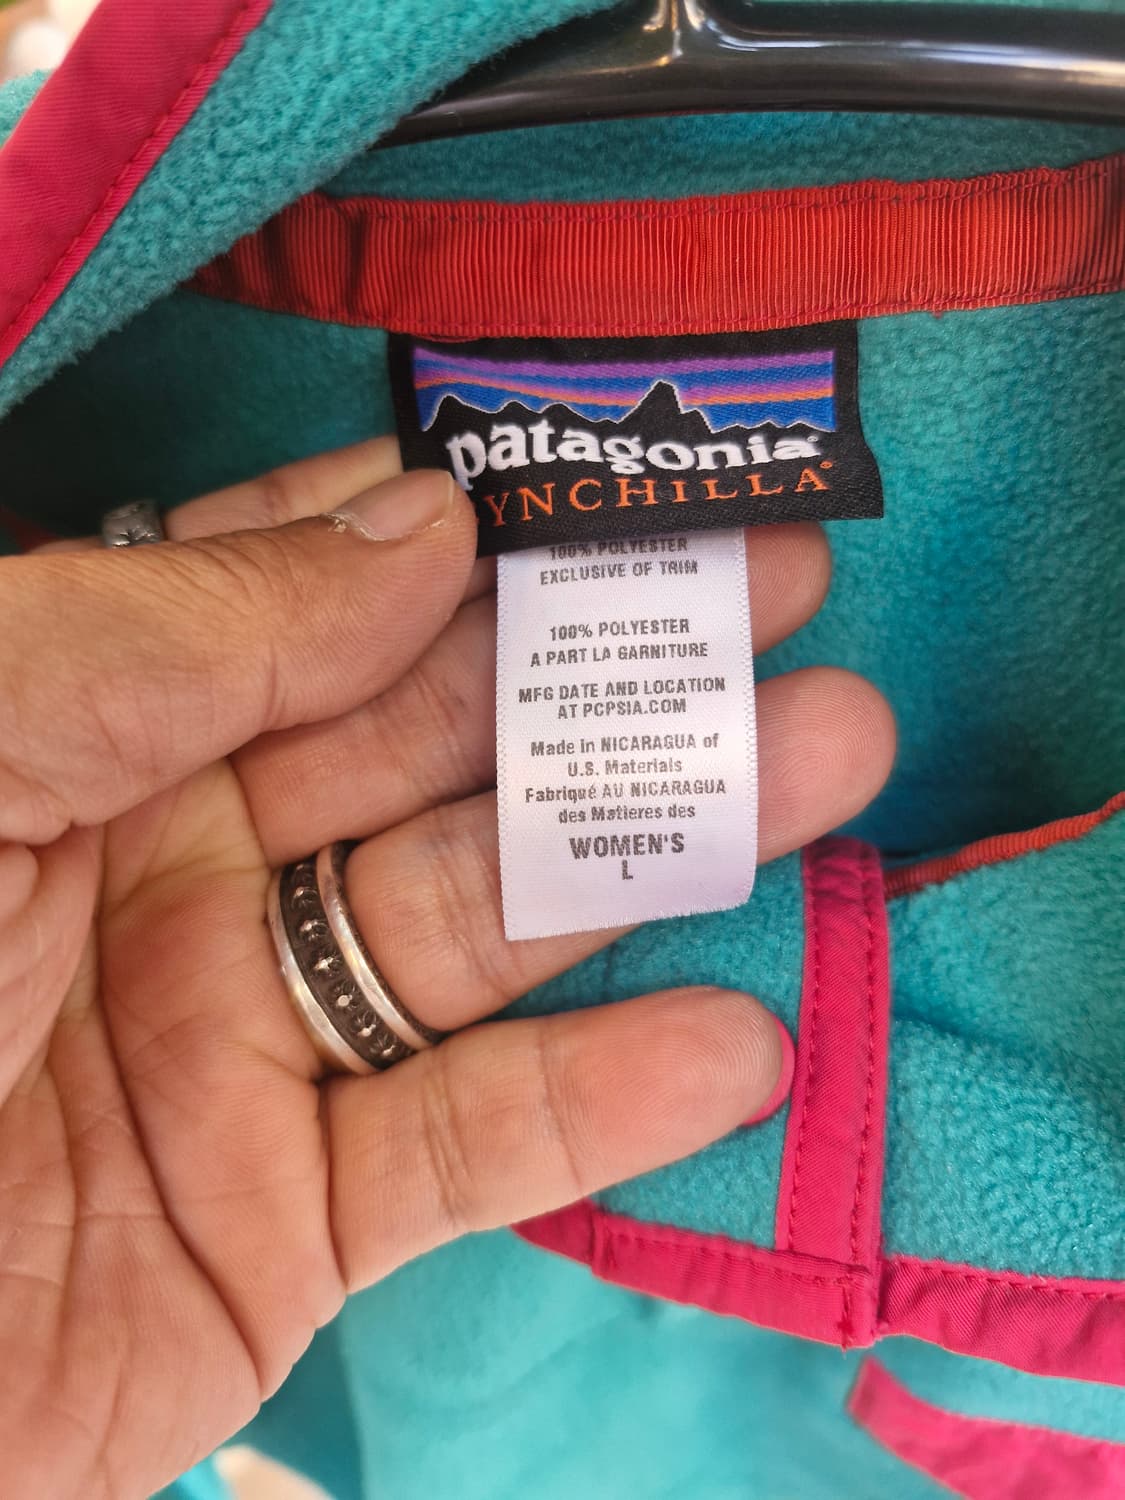 patagonia®
SYNCHILLA®
100% POLYESTER
EXCLUSIVE OF TRIM
100% POLYESTER
A PART LA GARNITURE
MFG DATE AND LOCATION
AT PCPSIA.COM
Made in NICARAGUA of
U.S. Materials
Fabriqué AU NICARAGUA
des Matieres des
WOMEN'S
L